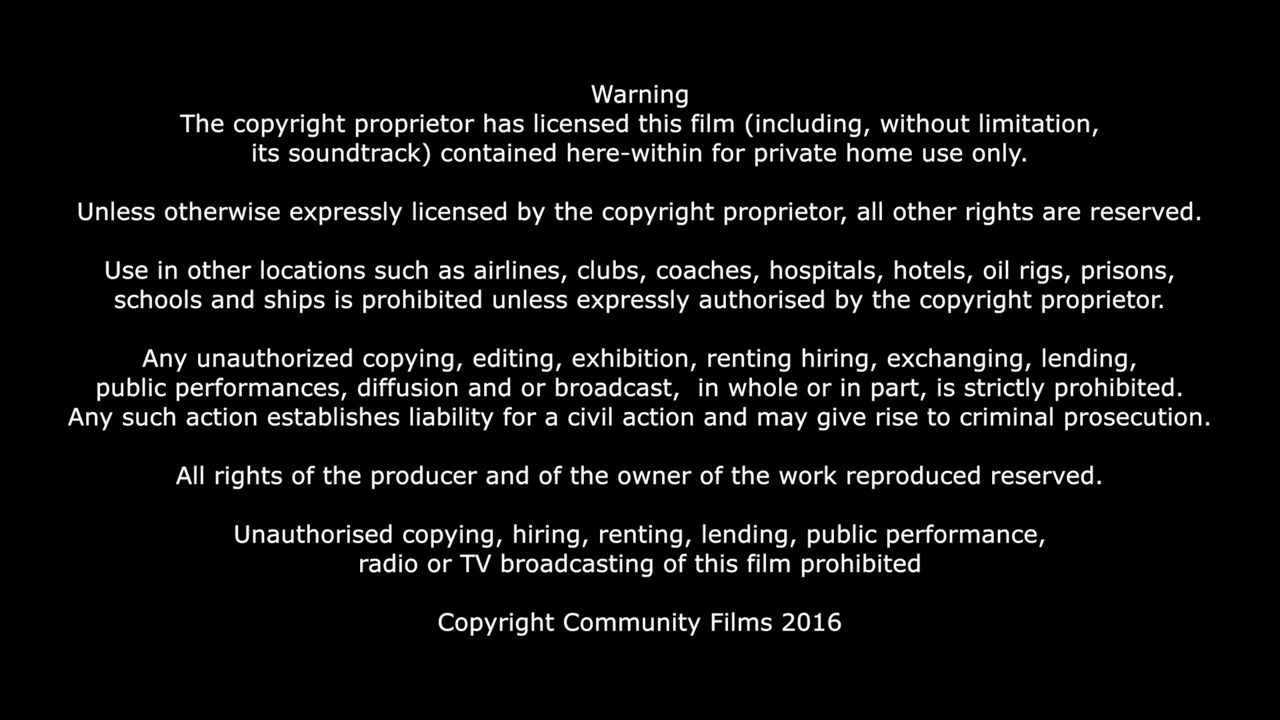 Warning
The copyright proprietor has licensed this film (including, without limitation,
its soundtrack) contained here-within for private home use only.
Unless otherwise expressly licensed by the copyright proprietor, all other rights are reserved.
Use in other locations such as airlines, clubs, coaches, hospitals, hotels, oil rigs, prisons,
schools and ships is prohibited unless expressly authorised by the copyright proprietor.
Any unauthorized copying, editing, exhibition, renting hiring, exchanging, lending,
public performances, diffusion and or broadcast,  in whole or in part, is strictly prohibited.
Any such action establishes liability for a civil action and may give rise to criminal prosecution.
All rights of the producer and of the owner of the work reproduced reserved.
Unauthorised copying, hiring, renting, lending, public performance,
radio or TV broadcasting of this film prohibited
Copyright Community Films 2016